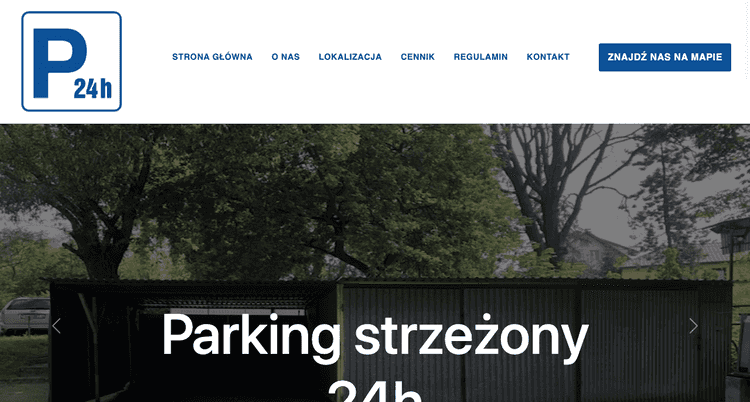 P
24h
STRONA GŁÓWNA O NAS LOKALIZACJA CENNIK REGULAMIN KONTAKT ZNAJDŹ NAS NA MAPIE
Parking strzeżony
24h